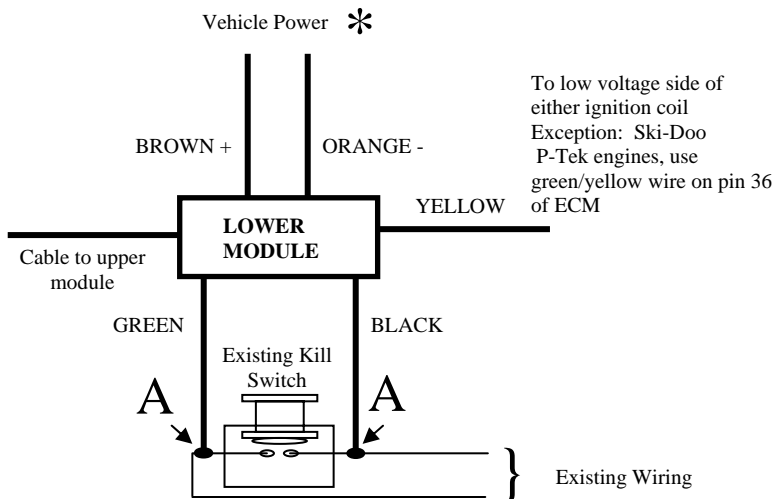 Vehicle Power *
To low voltage side of
either ignition coil
Exception: Ski-Doo
P-Tek engines, use
green/yellow wire on pin 36
of ECM
BROWN +
ORANGE -
YELLOW
LOWER
MODULE
Cable to upper
module
GREEN
BLACK
Existing Kill
Switch
A
A
Existing Wiring